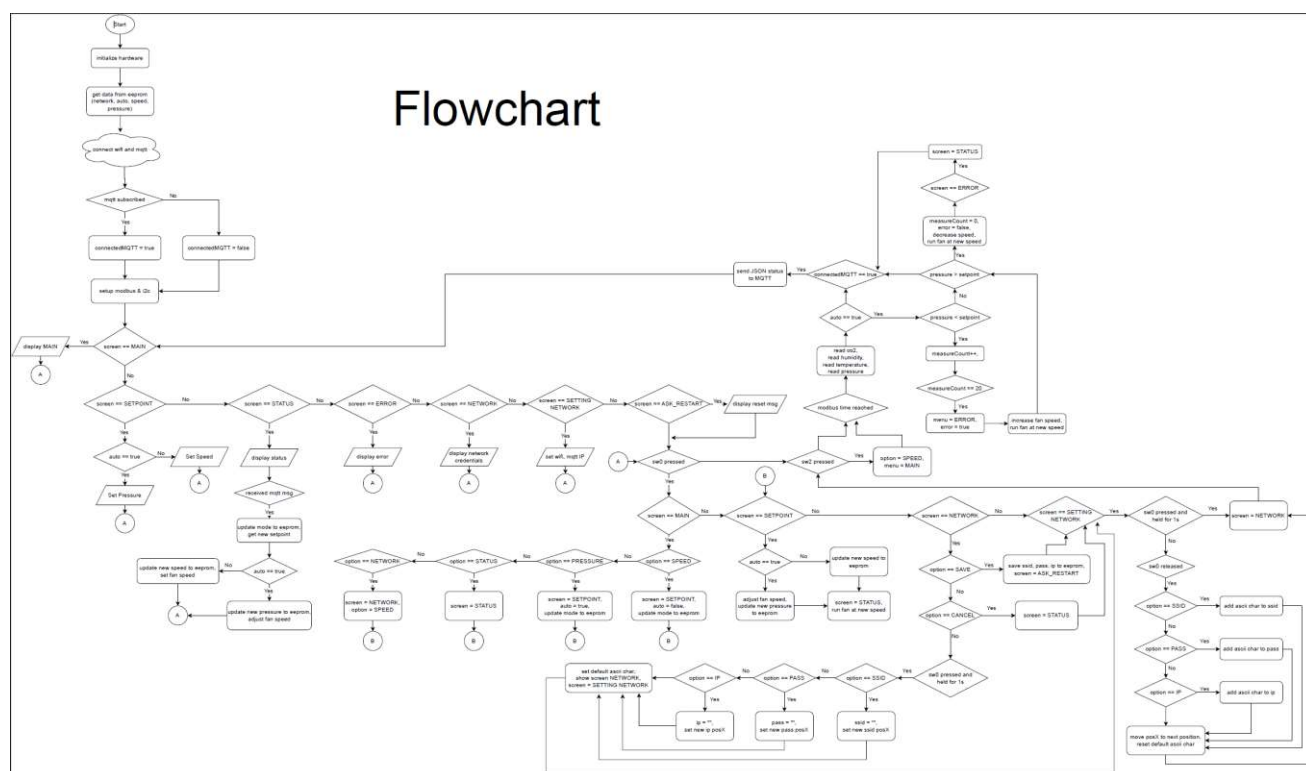 Start
initialize hardware
get data from eeprom
(network, auto, speed,
pressure)
Flowchart
connect wifi and mqtt
mqtt subscribed
No
Yes
connectedMQTT = true
connectedMQTT = false
setup modbus & i2c
screen = STATUS
Yes
screen == ERROR
measureCount = 0,
error = false,
decrease speed,
run fan at new speed
Yes
send JSON status
to MQTT
Yes
connectedMQTT == true
pressure > setpoint
No
auto == true
Yes
pressure < setpoint
Yes
read co2,
read humidity,
read temperature,
read pressure
measureCount++,
measureCount == 20
modbus time reached
menu = ERROR,
error = true
increase fan speed,
run fan at new speed
display MAIN
Yes
screen == MAIN
A
No
screen == SETPOINT
No
screen == STATUS
No
screen == ERROR
No
screen == NETWORK
No
screen == SETTING
NETWORK
No
screen == ASK_RESTART
Yes
display reset msg
Yes
Yes
Yes
Yes
Yes
auto == true
No
Set Speed
display status
display error
display network
credentials
set wifi, mqtt IP
A
sw0 pressed
sw2 pressed
Yes
option = SPEED,
menu = MAIN
Yes
A
A
A
A
Set Pressure
received mqtt msg
Yes
B
A
Yes
update mode to eeprom,
get new setpoint
screen == MAIN
No
screen == SETPOINT
No
screen == NETWORK
No
screen == SETTING
NETWORK
Yes
sw0 pressed and
held for 1s
Yes
screen = NETWORK
Yes
Yes
Yes
No
update new speed to eeprom,
set fan speed
No
auto == true
option == NETWORK
No
option == STATUS
No
option == PRESSURE
No
option == SPEED
auto == true
No
update new speed to
eeprom
option == SAVE
Yes
save ssid, pass, ip to eeprom,
screen = ASK_RESTART
sw0 released
Yes
Yes
Yes
Yes
Yes
Yes
No
A
update new pressure to eeprom,
adjust fan speed
screen = NETWORK,
option = SPEED
screen = STATUS
screen = SETPOINT,
auto = true,
update mode to eeprom
screen = SETPOINT,
auto = false,
update mode to eeprom
adjust fan speed,
update new pressure to
eeprom
screen = STATUS,
run fan at new speed
option == CANCEL
Yes
screen = STATUS
option == SSID
Yes
add ascii char to ssid
B
B
B
B
No
No
option == PASS
Yes
add ascii char to pass
set default ascii char,
show screen NETWORK,
screen = SETTING NETWORK
No
option == IP
No
option == PASS
No
option == SSID
Yes
sw0 pressed and
held for 1s
No
Yes
Yes
Yes
option == IP
Yes
add ascii char to ip
ip = "",
set new ip posX
pass = "",
set new pass posX
ssid = "",
set new ssid posX
move posX to next position,
reset default ascii char